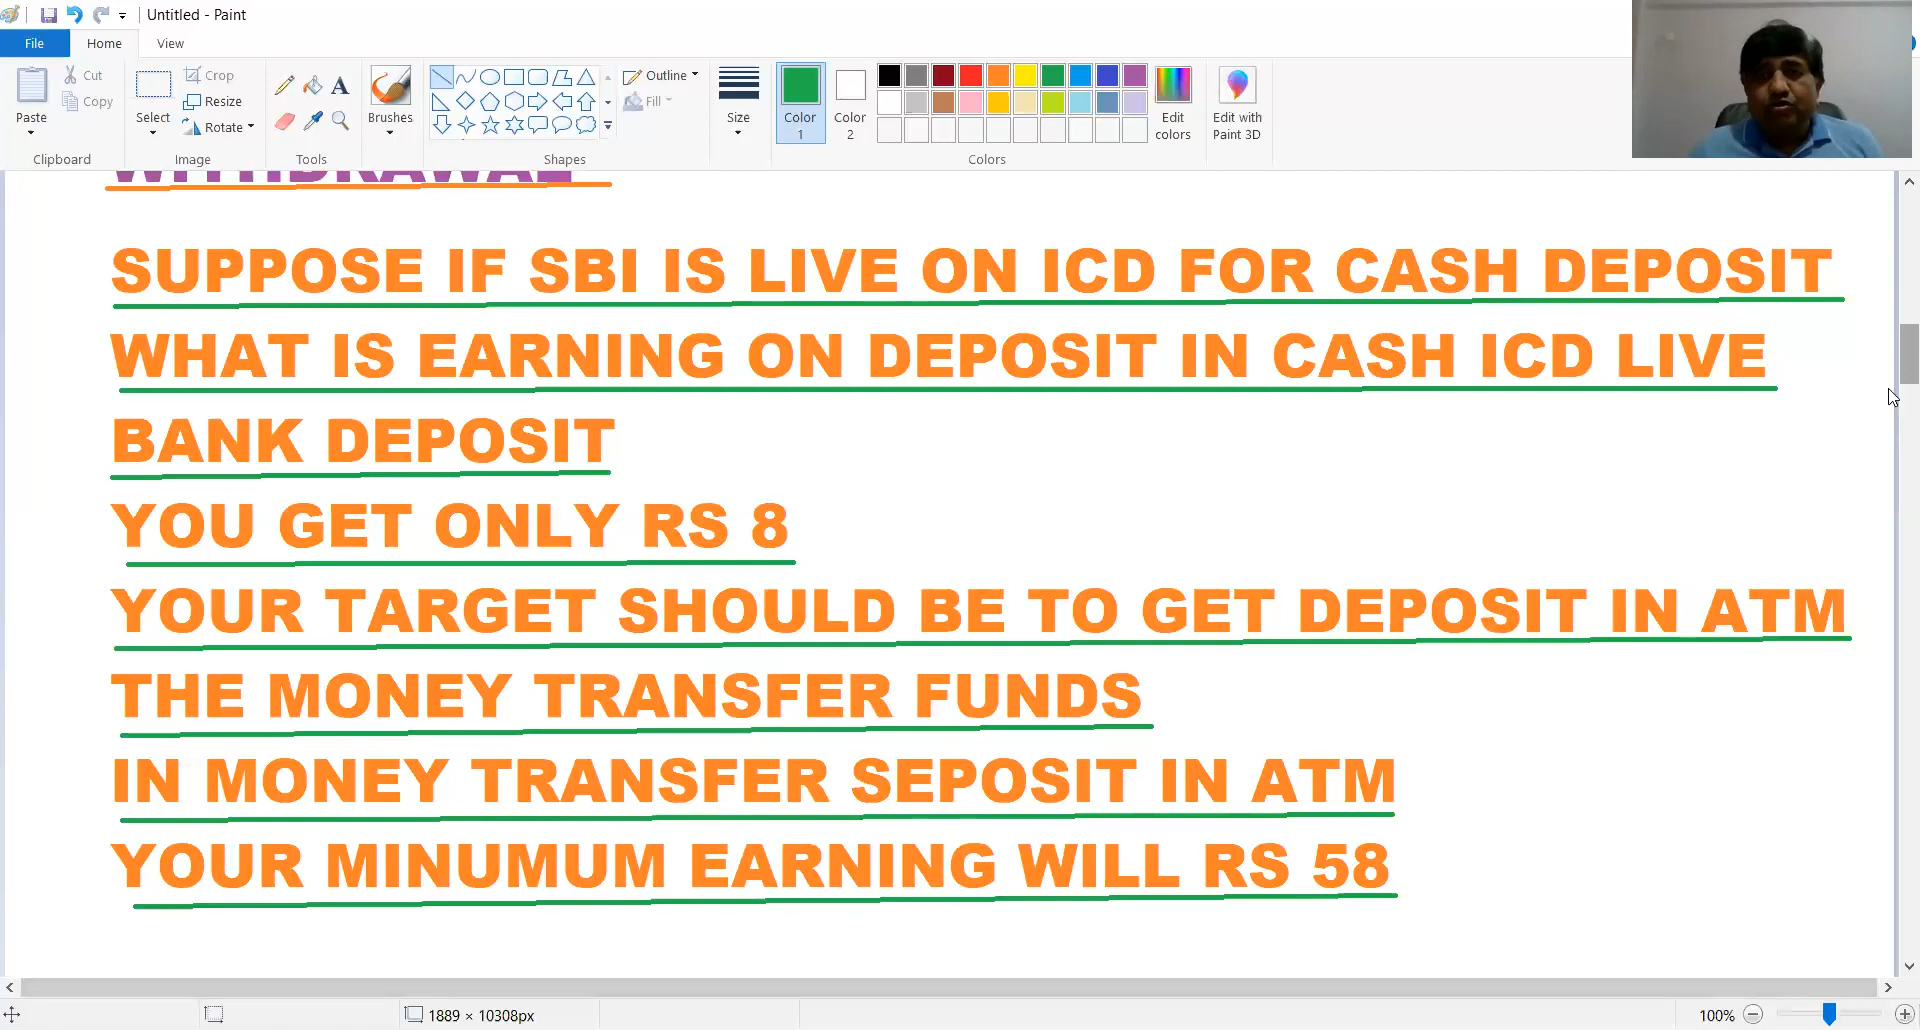 Untitled - Paint
File Home View
Paste
Cut
Copy
Clipboard
Select
Crop
Resize
Rotate
Image
Tools
Brushes
Shapes
Outline
Fill
Size
Color 1
Color 2
Colors
Edit colors
Edit with Paint 3D
WITHDRAWAL
SUPPOSE IF SBI IS LIVE ON ICD FOR CASH DEPOSIT
WHAT IS EARNING ON DEPOSIT IN CASH ICD LIVE
BANK DEPOSIT
YOU GET ONLY RS 8
YOUR TARGET SHOULD BE TO GET DEPOSIT IN ATM
THE MONEY TRANSFER FUNDS
IN MONEY TRANSFER SEPOSIT IN ATM
YOUR MINUMUM EARNING WILL RS 58
1889 × 10308px
100%